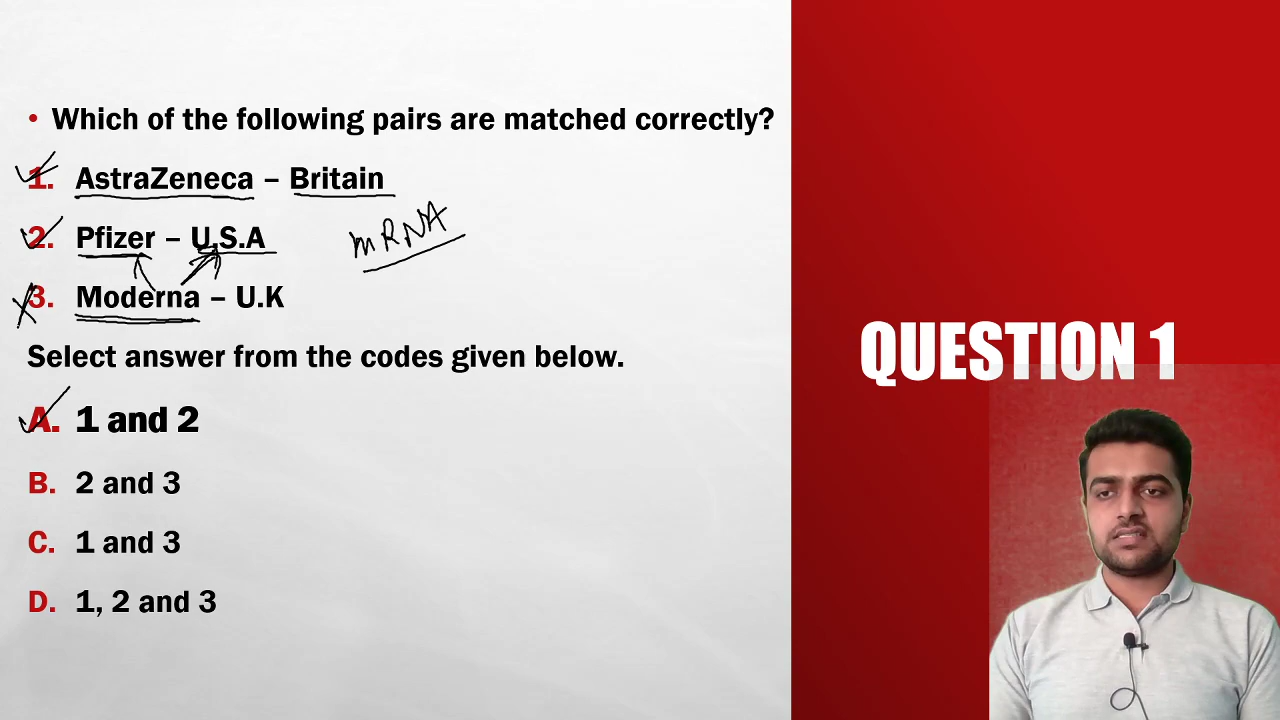 • Which of the following pairs are matched correctly?
1. AstraZeneca – Britain
2. Pfizer – U.S.A
mRNA
3. Moderna – U.K
Select answer from the codes given below.
A. 1 and 2
B. 2 and 3
C. 1 and 3
D. 1, 2 and 3
QUESTION 1